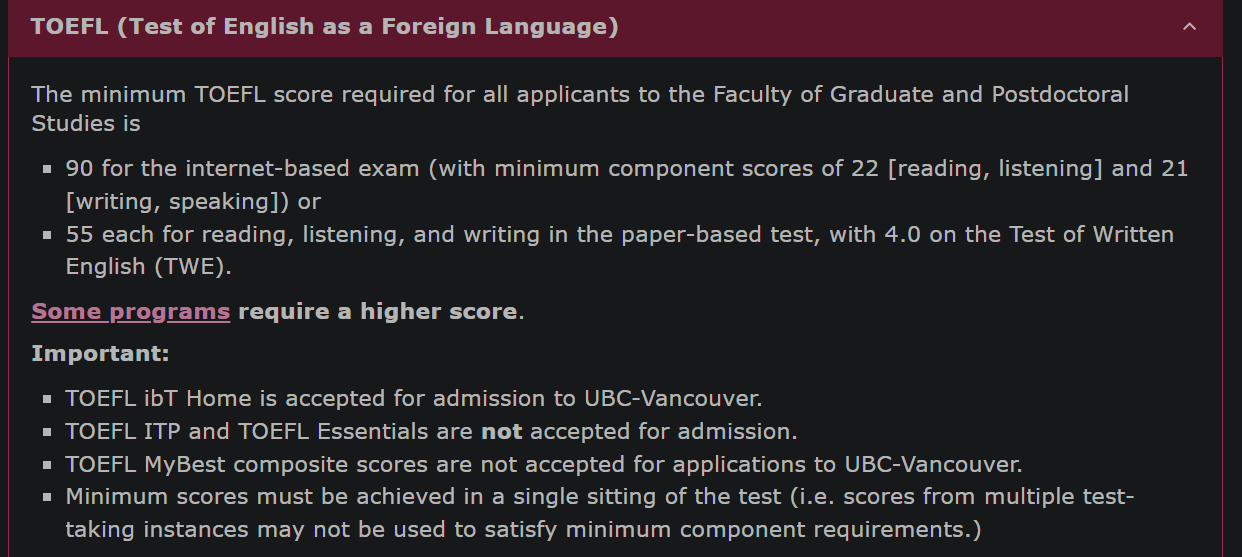 TOEFL (Test of English as a Foreign Language)
The minimum TOEFL score required for all applicants to the Faculty of Graduate and Postdoctoral
Studies is
90 for the internet-based exam (with minimum component scores of 22 [reading, listening] and 21
[writing, speaking]) or
55 each for reading, listening, and writing in the paper-based test, with 4.0 on the Test of Written
English (TWE).
Some programs require a higher score.
Important:
TOEFL ibT Home is accepted for admission to UBC-Vancouver.
TOEFL ITP and TOEFL Essentials are not accepted for admission.
TOEFL MyBest composite scores are not accepted for applications to UBC-Vancouver.
Minimum scores must be achieved in a single sitting of the test (i.e. scores from multiple test-
taking instances may not be used to satisfy minimum component requirements.)